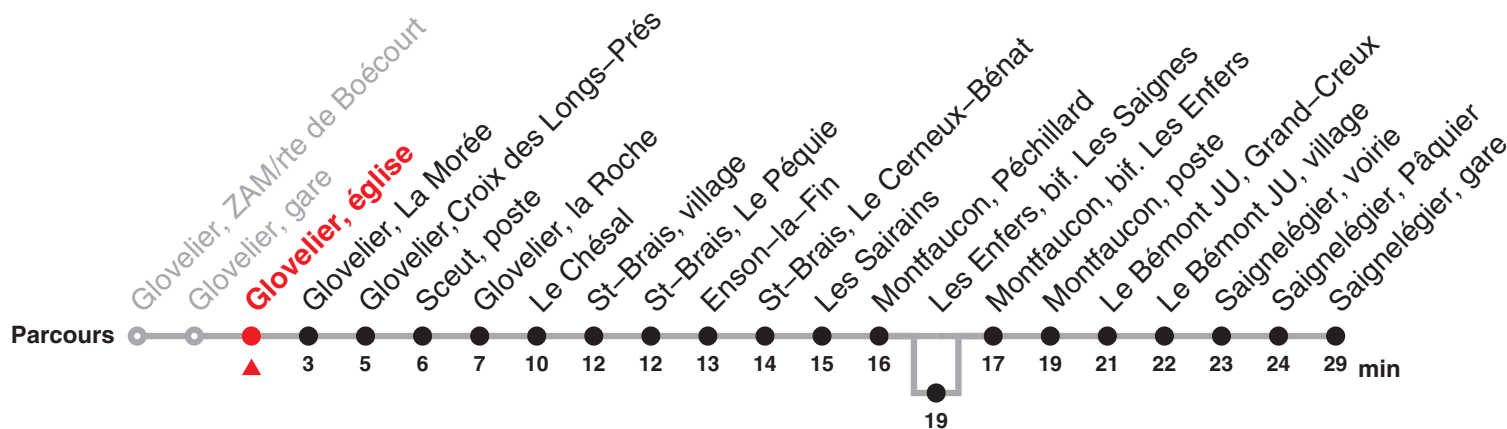 Glovelier, ZAM/rte de Boécourt
Glovelier, gare
Glovelier, église
Glovelier, La Morée
Glovelier, Croix des Longs–Prés
Sceut, poste
Glovelier, la Roche
Le Chésal
St–Brais, village
St–Brais, Le Péquie
Enson–la–Fin
St–Brais, Le Cerneux–Bénat
Les Sairains
Montfaucon, Péchillard
Les Enfers, bif. Les Saignes
Montfaucon, bif. Les Enfers
Montfaucon, poste
Le Bémont JU, Grand–Creux
Le Bémont JU, village
Saignelégier, voirie
Saignelégier, Pâquier
Saignelégier, gare
Parcours
3 5 6 7 10 12 12 13 14 15 16 17 19 21 22 23 24 29 min
19